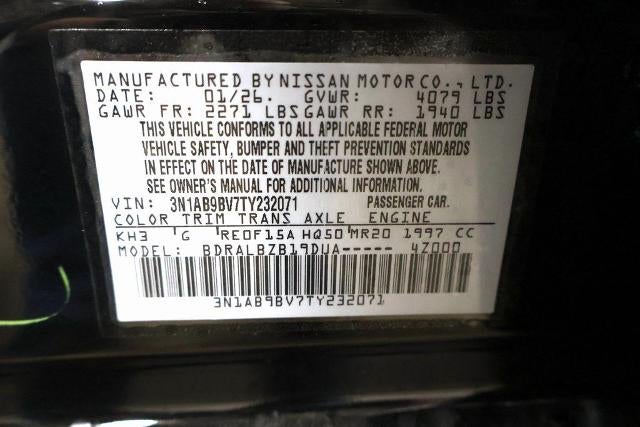 MANUFACTURED BY NISSAN MOTOR CO., LTD.
DATE: 01/26. GVWR: 4079 LBS
GAWR FR: 2271 LBS GAWR RR: 1940 LBS
THIS VEHICLE CONFORMS TO ALL APPLICABLE FEDERAL MOTOR
VEHICLE SAFETY, BUMPER AND THEFT PREVENTION STANDARDS
IN EFFECT ON THE DATE OF MANUFACTURE SHOWN ABOVE.
SEE OWNER'S MANUAL FOR ADDITIONAL INFORMATION.
VIN: 3N1AB9BV7TY232071 PASSENGER CAR.
COLOR TRIM TRANS AXLE ENGINE
KH3 G RE0F15A HQ50 MR20 1997 CC
MODEL: BDRALBZB19DUA----- 4Z000
3N1AB9BV7TY232071